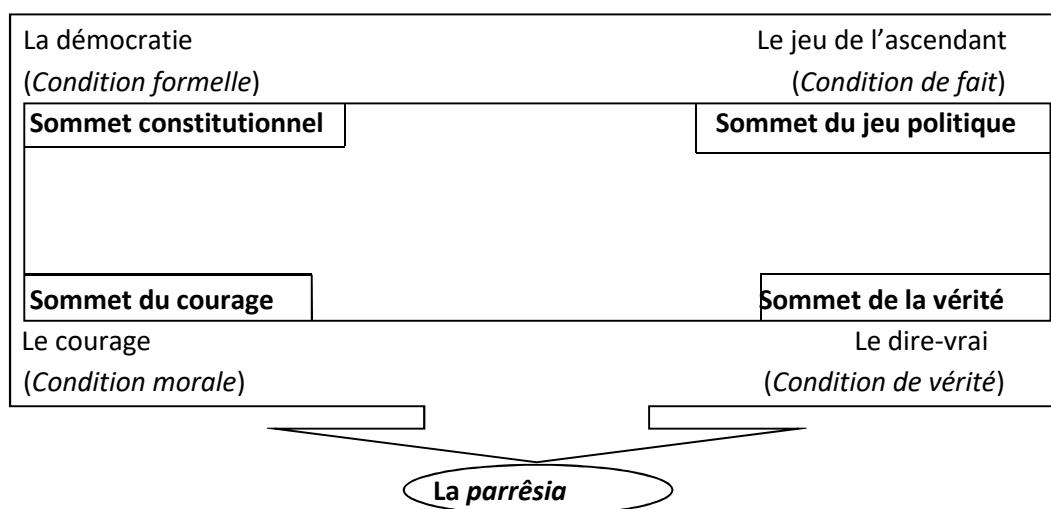 La démocratie
Le jeu de l’ascendant
(Condition formelle)
(Condition de fait)
Sommet constitutionnel
Sommet du jeu politique
Sommet du courage
Sommet de la vérité
Le courage
Le dire-vrai
(Condition morale)
(Condition de vérité)
La parrêsia